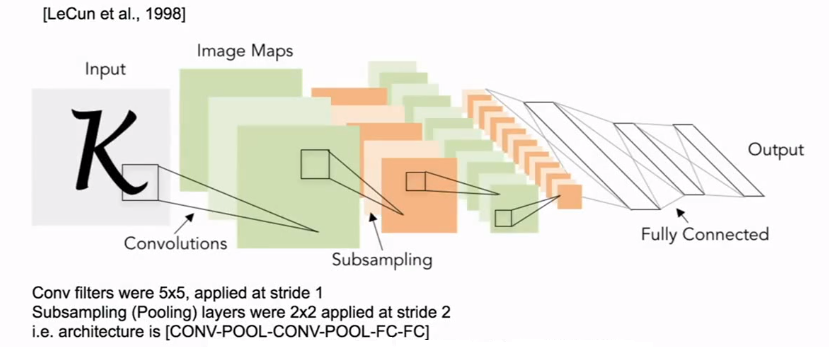 [LeCun et al., 1998]
Image Maps
Input
K
Output
Fully Connected
Convolutions
Subsampling
Conv filters were 5x5, applied at stride 1
Subsampling (Pooling) layers were 2x2 applied at stride 2
i.e. architecture is [CONV-POOL-CONV-POOL-FC-FC]